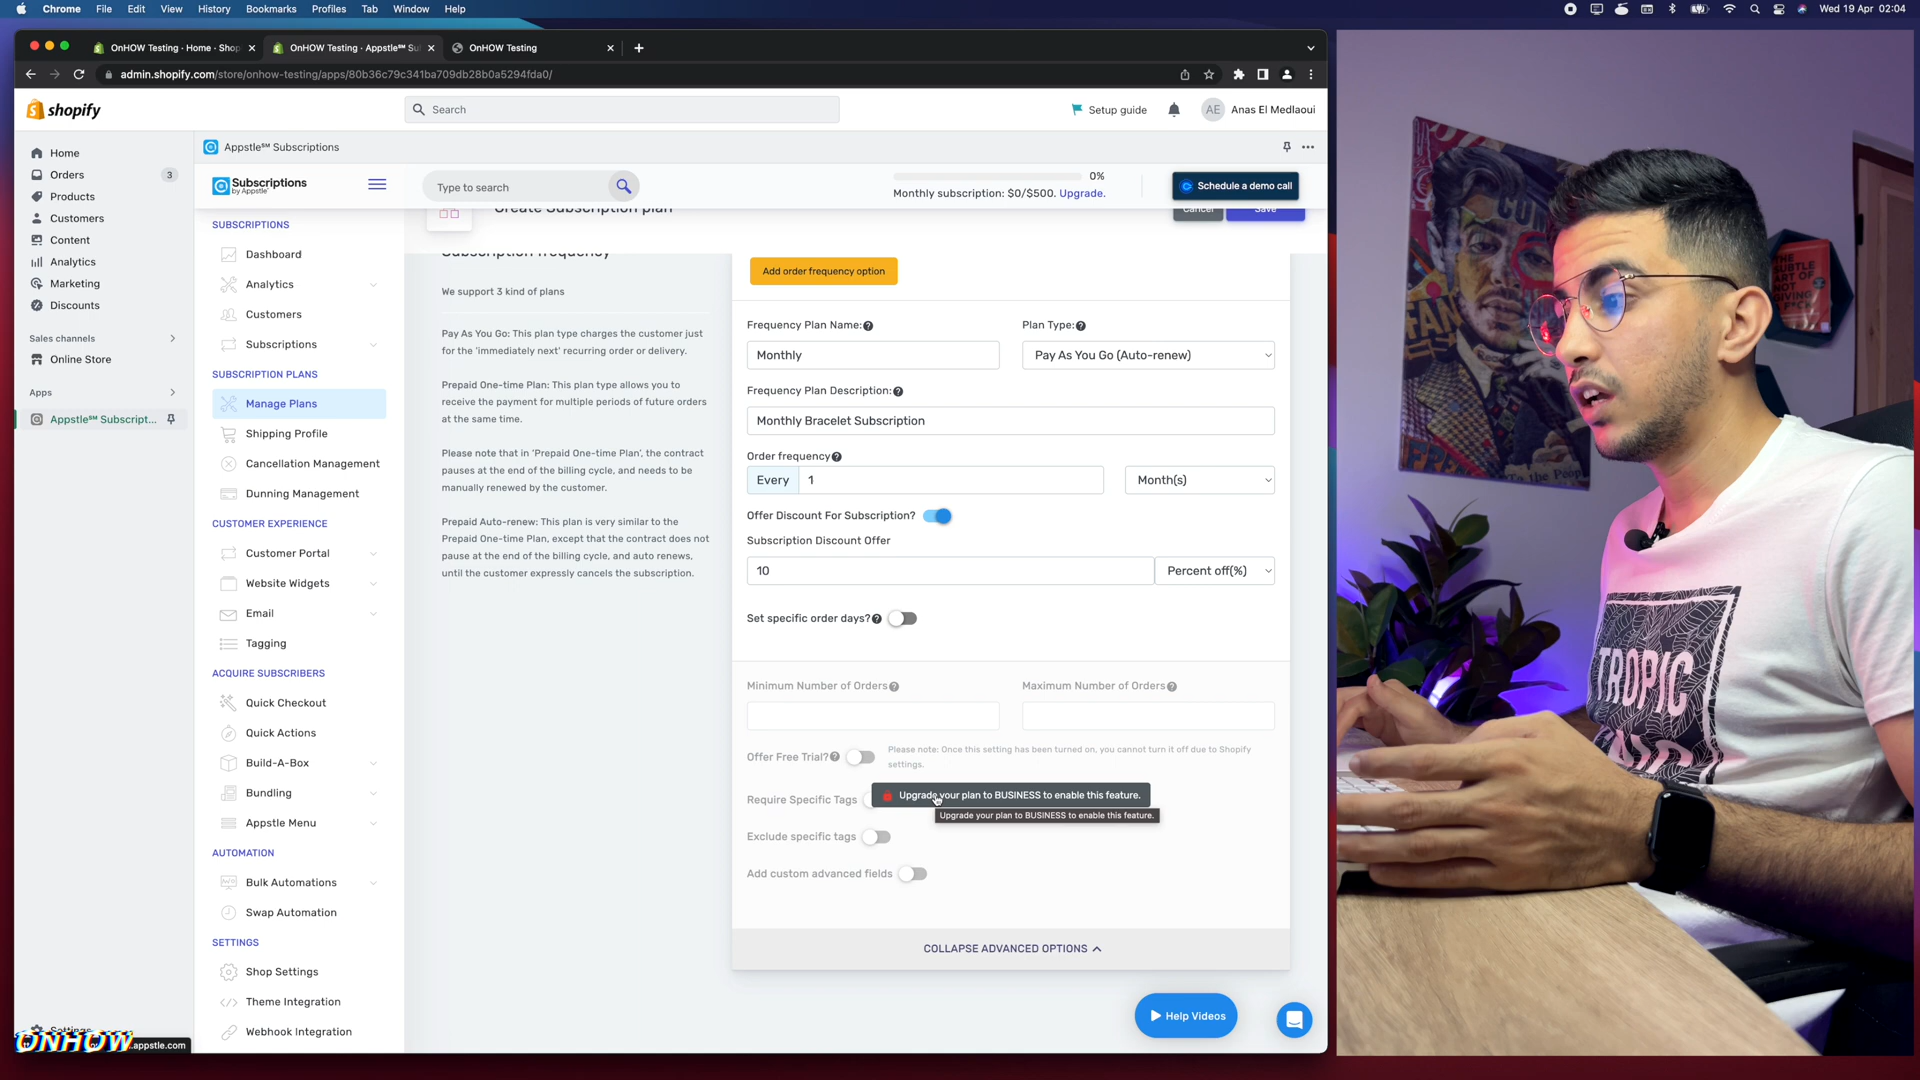 Chrome File Edit View History Bookmarks Profiles Tab Window Help
Wed 19 Apr 02:04
OnHOW Testing · Home · Shop
OnHOW Testing · Appstle℠ Su
OnHOW Testing
admin.shopify.com/store/onhow-testing/apps/80b36c79c341ba709db28b0a5294fda0/
shopify
Search
Setup guide
AE Anas El Medlaoui
Home
Orders 3
Products
Customers
Content
Analytics
Marketing
Discounts
Sales channels
Online Store
Apps
Appstle℠ Subscript...
Settings
ONHOW
.appstle.com
Appstle℠ Subscriptions
Subscriptions
by Appstle
Type to search
0%
Monthly subscription: $0/$500. Upgrade.
Schedule a demo call
SUBSCRIPTIONS
Dashboard
Analytics
Customers
Subscriptions
SUBSCRIPTION PLANS
Manage Plans
Shipping Profile
Cancellation Management
Dunning Management
CUSTOMER EXPERIENCE
Customer Portal
Website Widgets
Email
Tagging
ACQUIRE SUBSCRIBERS
Quick Checkout
Quick Actions
Build-A-Box
Bundling
Appstle Menu
AUTOMATION
Bulk Automations
Swap Automation
SETTINGS
Shop Settings
Theme Integration
Webhook Integration
Create Subscription plan
Cancel
Save
Subscription frequency
We support 3 kind of plans
Pay As You Go: This plan type charges the customer just
for the 'immediately next' recurring order or delivery.
Prepaid One-time Plan: This plan type allows you to
receive the payment for multiple periods of future orders
at the same time.
Please note that in 'Prepaid One-time Plan', the contract
pauses at the end of the billing cycle, and needs to be
manually renewed by the customer.
Prepaid Auto-renew: This plan is very similar to the
Prepaid One-time Plan, except that the contract does not
pause at the end of the billing cycle, and auto renews,
until the customer expressly cancels the subscription.
Add order frequency option
Frequency Plan Name:
Plan Type:
Monthly
Pay As You Go (Auto-renew)
Frequency Plan Description:
Monthly Bracelet Subscription
Order frequency
Every 1 Month(s)
Offer Discount For Subscription?
Subscription Discount Offer
10 Percent off(%)
Set specific order days?
Minimum Number of Orders
Maximum Number of Orders
Offer Free Trial?
Please note: Once this setting has been turned on, you cannot turn it off due to Shopify
settings.
Require Specific Tags
Upgrade your plan to BUSINESS to enable this feature.
Upgrade your plan to BUSINESS to enable this feature.
Exclude specific tags
Add custom advanced fields
COLLAPSE ADVANCED OPTIONS
Help Videos
THE
SUBTLE
ART OF
NOT
GIVING
TROPIC